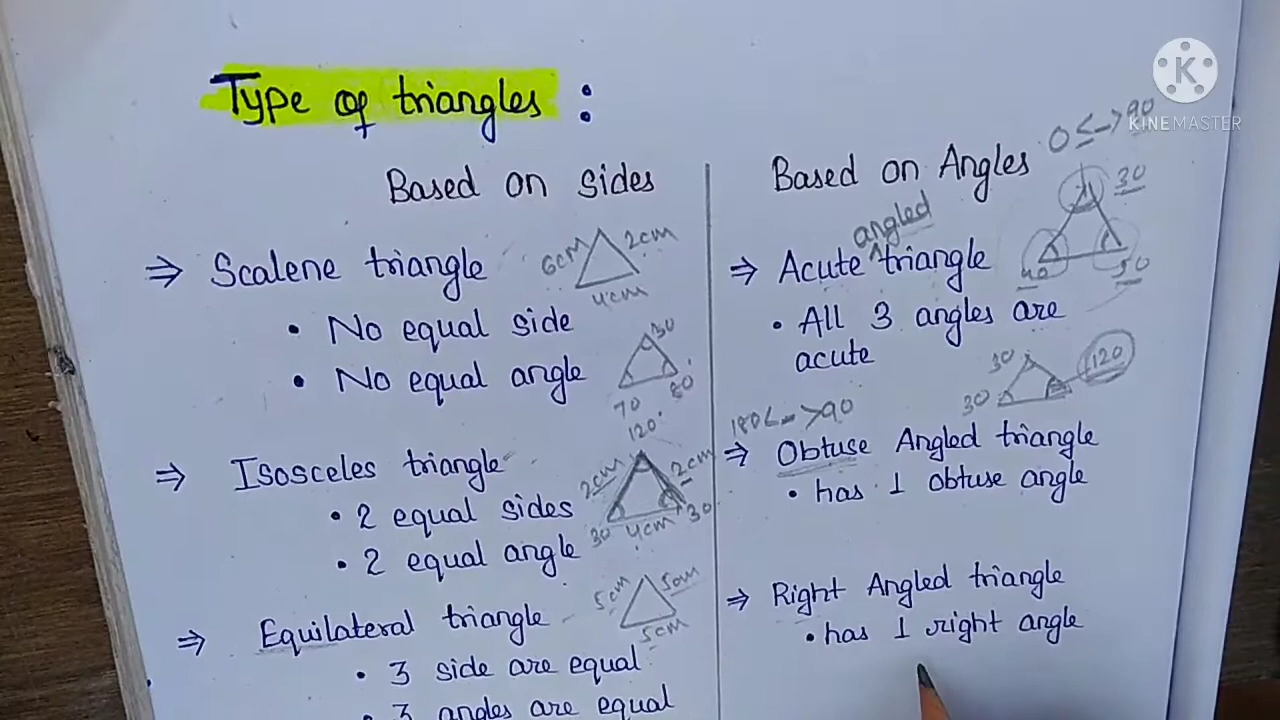 Type of triangles :
Based on sides
⇒ Scalene triangle
6cm 2cm
4cm
• No equal side
• No equal angle
30
70 80
⇒ Isosceles triangle
120°
2cm 2cm
30 4cm 30
• 2 equal sides
• 2 equal angle
⇒ Equilateral triangle
5cm 5cm
5cm
• 3 side are equal
• 3 angles are equal
Based on Angles
0≤-> 90
⇒ Acute ^angled triangle
30
50
• All 3 angles are
acute
30 120
30
180<-->90
⇒ Obtuse Angled triangle
• has 1 obtuse angle
⇒ Right Angled triangle
• has 1 right angle
K
KINEMASTER